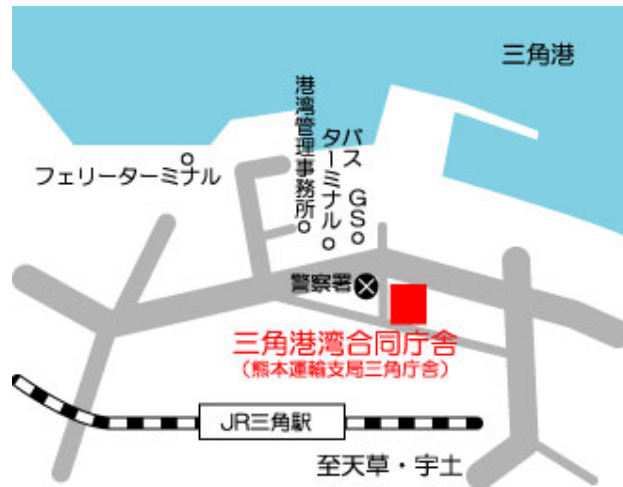 三角港
港湾管理事務所
バス
ターミナル
GS
フェリーターミナル
警察署
三角港湾合同庁舎
(熊本運輸支局三角庁舎)
JR三角駅
至天草・宇土